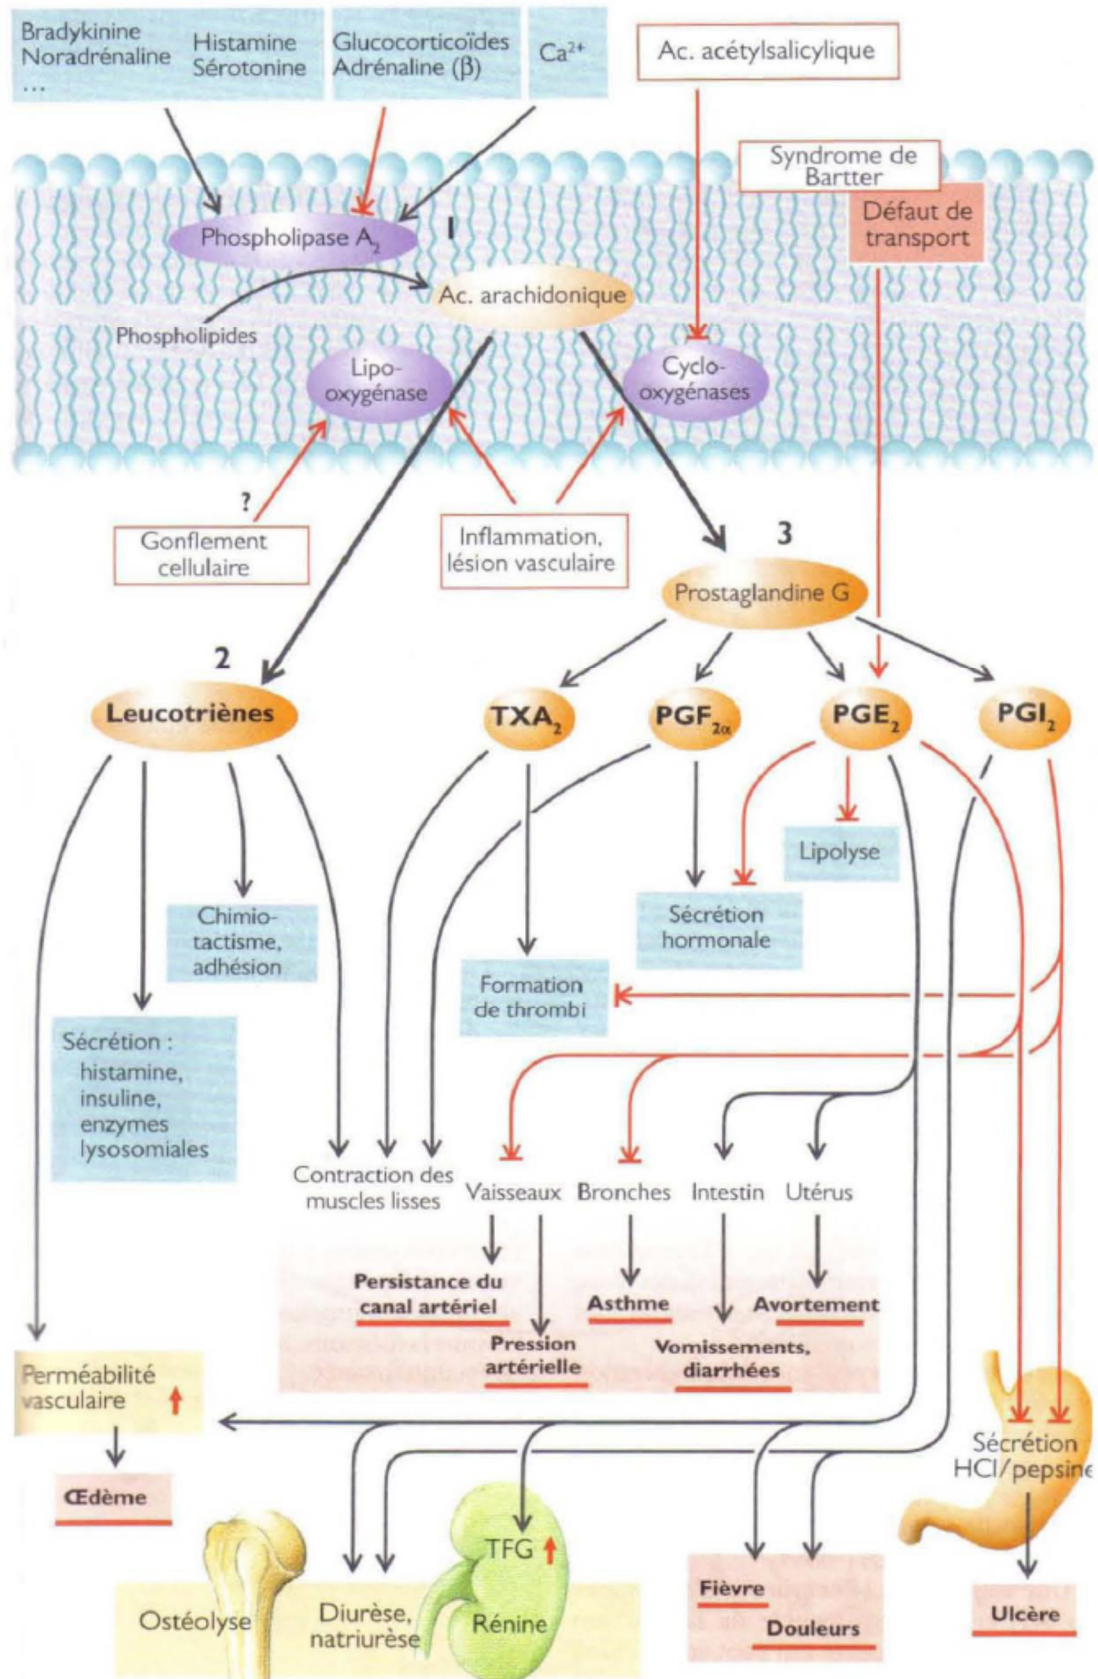 Bradykinine
Noradrénaline
...
Histamine
Sérotonine
Glucocorticoïdes
Adrénaline (β)
Ca²⁺
Ac. acétylsalicylique
Syndrome de
Bartter
Défaut de
transport
Phospholipase A₂
1
Ac. arachidonique
Phospholipides
Lipo-
oxygénase
Cyclo-
oxygénases
?
Gonflement
cellulaire
Inflammation,
lésion vasculaire
3
Prostaglandine G
2
Leucotriènes
TXA₂
PGF₂α
PGE₂
PGI₂
Lipolyse
Chimio-
tactisme,
adhésion
Sécrétion
hormonale
Formation
de thrombi
Sécrétion :
histamine,
insuline,
enzymes
lysosomiales
Contraction des
muscles lisses
Vaisseaux
Bronches
Intestin
Utérus
Persistance du
canal artériel
Asthme
Avortement
Pression
artérielle
Vomissements,
diarrhées
Perméabilité
vasculaire
Sécrétion
HCl/pepsine
Œdème
TFG
Ostéolyse
Diurèse,
natriurèse
Rénine
Fièvre
Douleurs
Ulcère